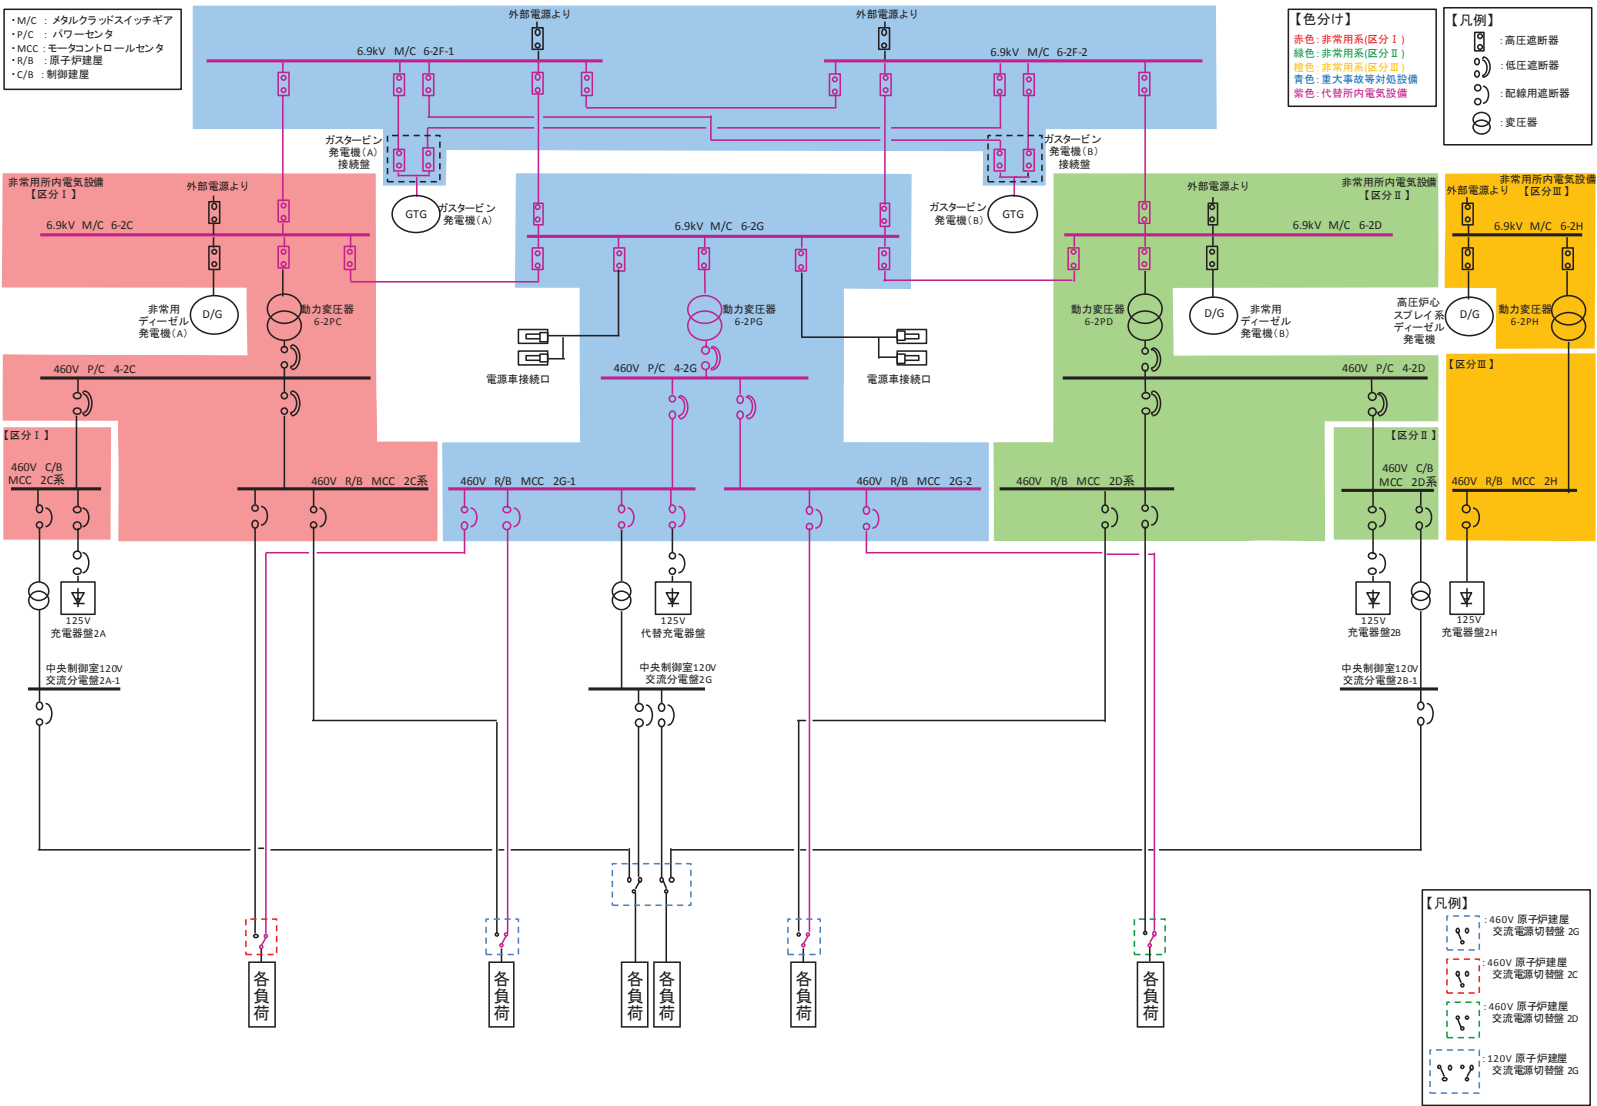 ・M/C ：メタルクラッドスイッチギア
・P/C ：パワーセンタ
・MCC：モータコントロールセンタ
・R/B ：原子炉建屋
・C/B ：制御建屋
外部電源より
外部電源より
【色分け】
赤色：非常用系(区分Ⅰ)
緑色：非常用系(区分Ⅱ)
橙色：非常用系(区分Ⅲ)
青色：重大事故等対処設備
紫色：代替所内電気設備
【凡例】
：高圧遮断器
：低圧遮断器
：配線用遮断器
：変圧器
6.9kV M/C 6-2F-1
6.9kV M/C 6-2F-2
ガスタービン
発電機(A)
接続盤
ガスタービン
発電機(B)
接続盤
非常用所内電気設備
【区分Ⅰ】
外部電源より
GTG
ガスタービン
発電機(A)
ガスタービン
発電機(B)
GTG
外部電源より
非常用所内電気設備
【区分Ⅱ】
非常用所内電気設備
外部電源より
【区分Ⅲ】
6.9kV M/C 6-2C
6.9kV M/C 6-2G
6.9kV M/C 6-2D
6.9kV M/C 6-2H
非常用
ディーゼル
発電機(A)
D/G
動力変圧器
6-2PC
動力変圧器
6-2PG
動力変圧器
6-2PD
D/G
非常用
ディーゼル
発電機(B)
高圧炉心
スプレイ系
ディーゼル
発電機
D/G
動力変圧器
6-2PH
460V P/C 4-2C
電源車接続口
460V P/C 4-2G
電源車接続口
460V P/C 4-2D
【区分Ⅲ】
【区分Ⅰ】
【区分Ⅱ】
460V C/B
MCC 2C系
460V R/B MCC 2C系
460V R/B MCC 2G-1
460V R/B MCC 2G-2
460V R/B MCC 2D系
460V C/B
MCC 2D系
460V R/B MCC 2H
125V
充電器盤2A
125V
代替充電器盤
125V
充電器盤2B
125V
充電器盤2H
中央制御室120V
交流分電盤2A-1
中央制御室120V
交流分電盤2G
中央制御室120V
交流分電盤2B-1
各負荷
各負荷
各負荷
各負荷
各負荷
各負荷
【凡例】
：460V 原子炉建屋
交流電源切替盤 2G
：460V 原子炉建屋
交流電源切替盤 2C
：460V 原子炉建屋
交流電源切替盤 2D
：120V 原子炉建屋
交流電源切替盤 2G